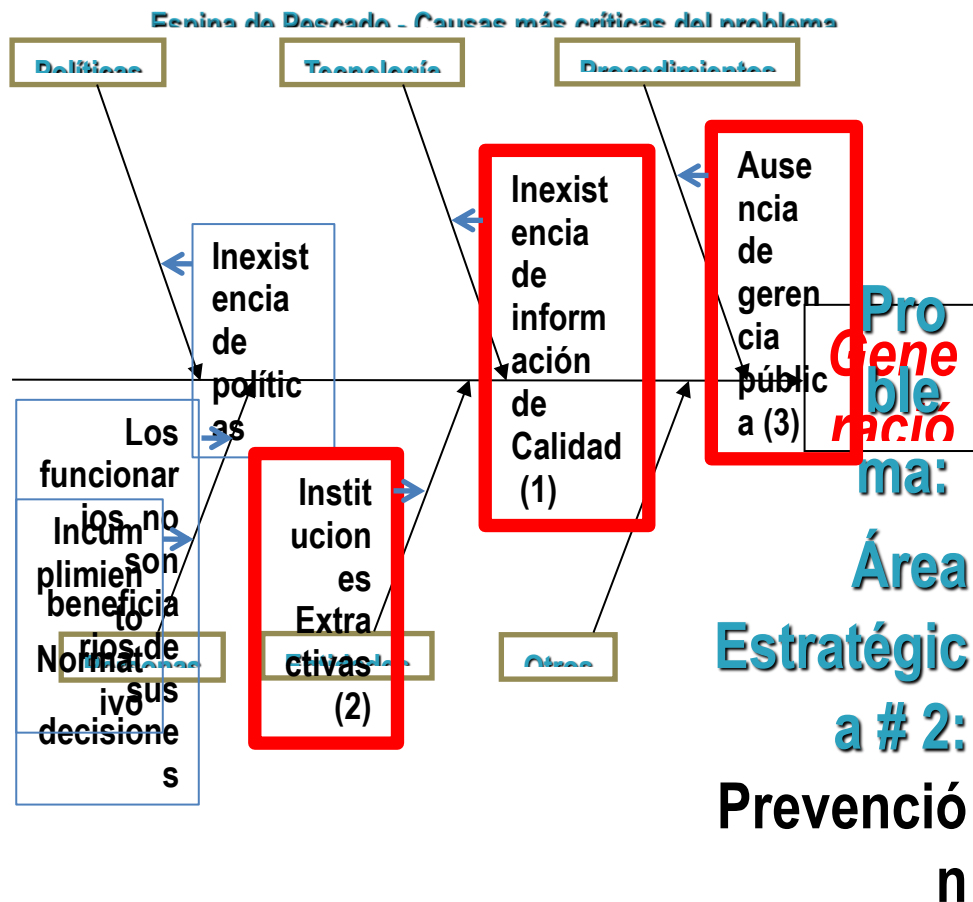 Espina de Pescado - Causas más críticas del problema
Políticas
Tecnología
Procedimientos
Inexist
encia
de
polític
as
Inexist
encia
de
inform
ación
de
Calidad
(1)
Ause
ncia
de
geren
cia
públic
a (3)
Pro
ble
ma:
Gene
ració
Los
funcionar
ios no
son
beneficia
rios de
sus
decisione
s
Incum
plimien
to
Normat
ivo
Instit
ucion
es
Extra
ctivas
(2)
Personas
Entidades
Otros
Área
Estratégic
a # 2:
Prevenció
n